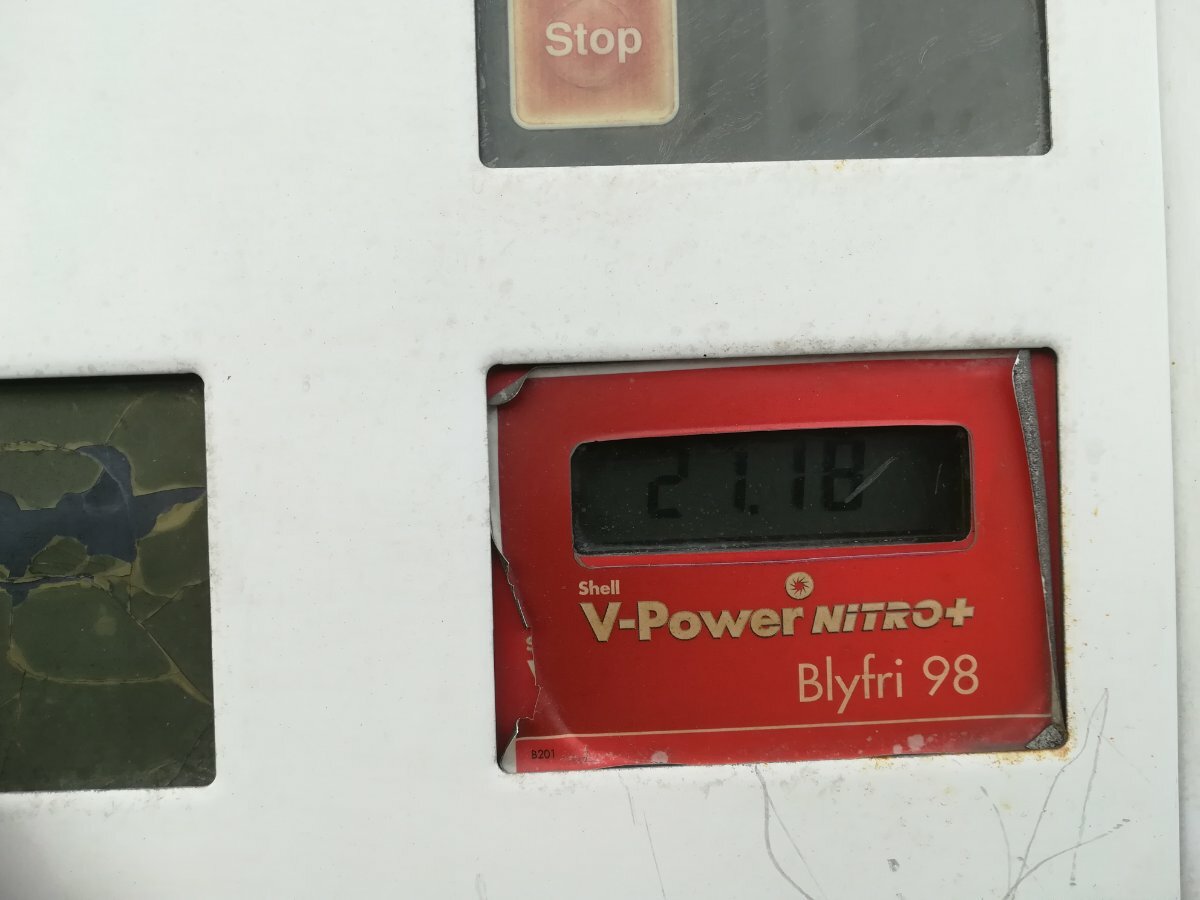 Stop
21.18
Shell
V-Power NiTRO+
Blyfri 98
B201